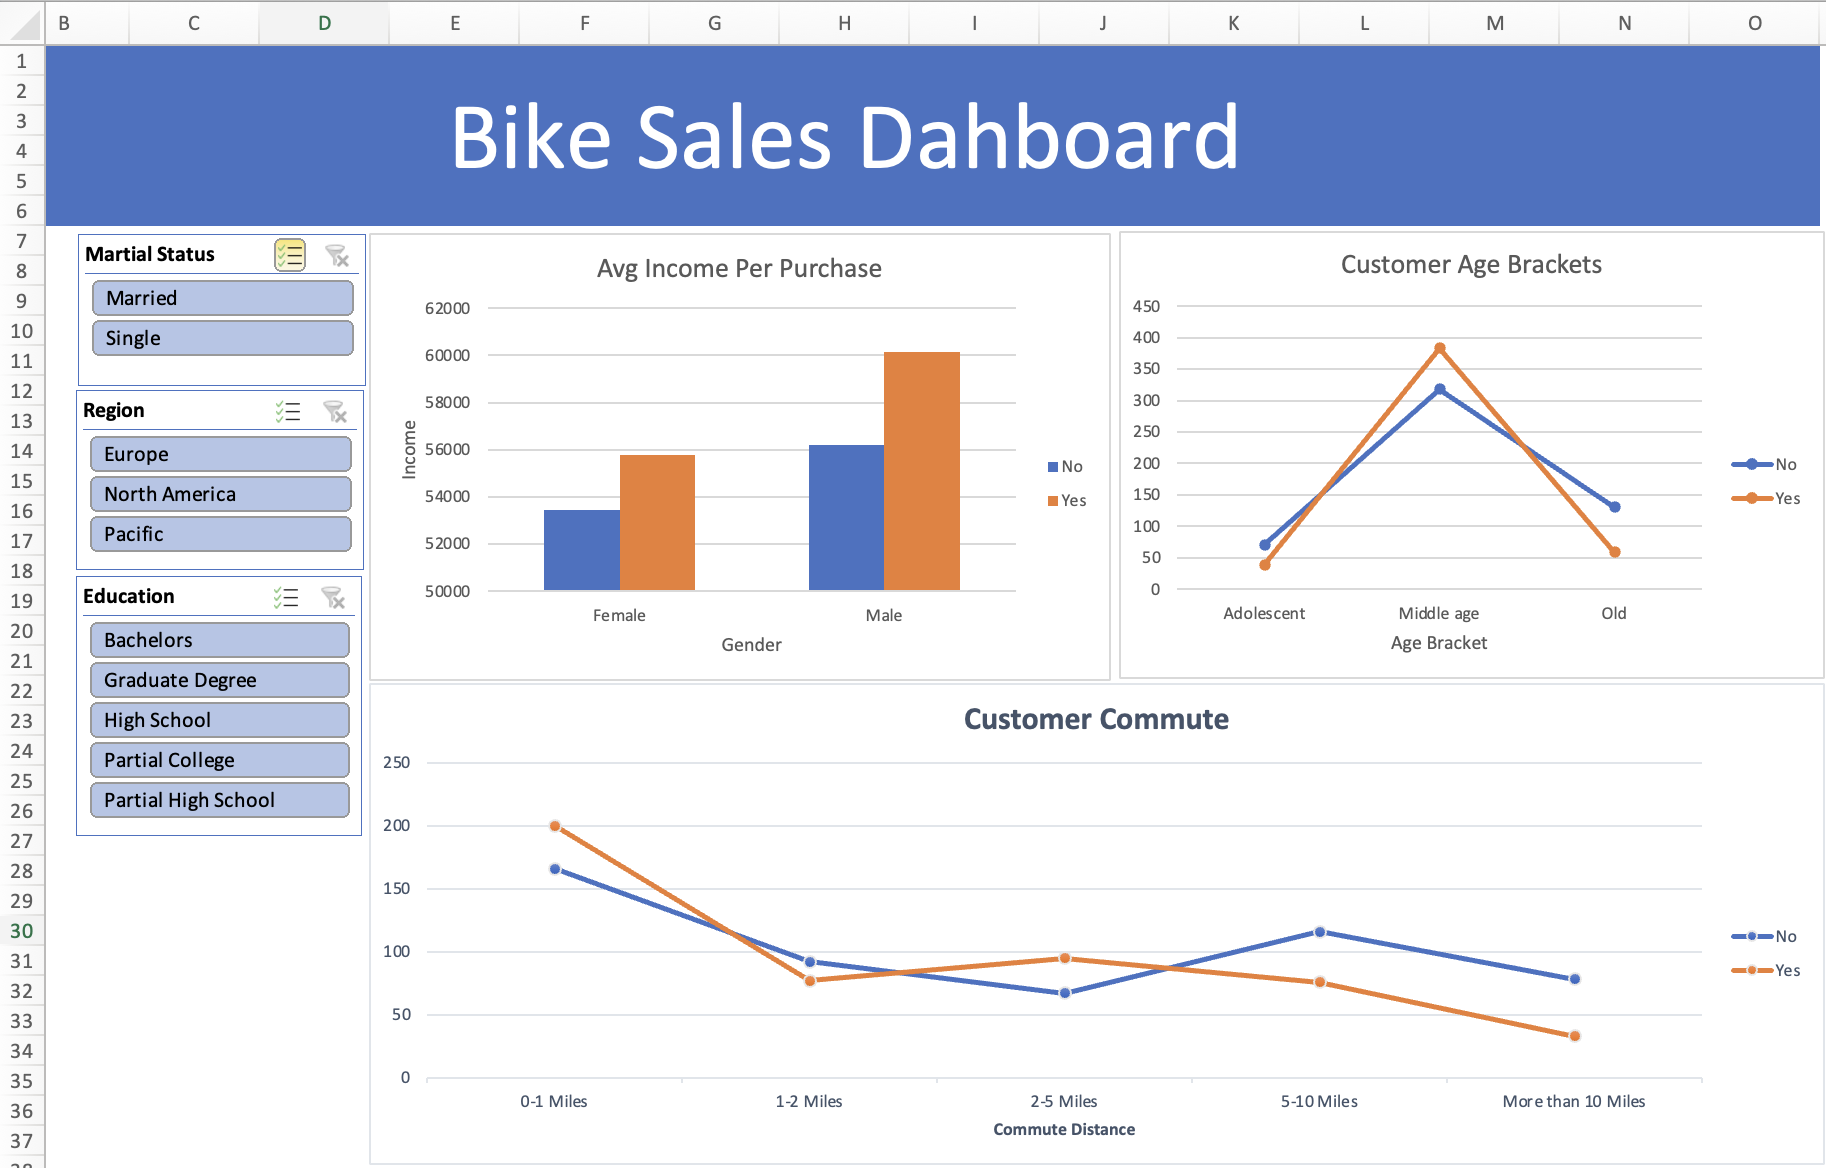 B C D E F G H I J K L M N O
1
2
3
4
5
6
7
8
9
10
11
12
13
14
15
16
17
18
19
20
21
22
23
24
25
26
27
28
29
30
31
32
33
34
35
36
37
38
Bike Sales Dahboard
Martial Status
Married
Single
Region
Europe
North America
Pacific
Education
Bachelors
Graduate Degree
High School
Partial College
Partial High School
Avg Income Per Purchase
62000
60000
58000
56000
54000
52000
50000
Income
Female Male
Gender
No
Yes
Customer Age Brackets
450
400
350
300
250
200
150
100
50
0
Adolescent Middle age Old
Age Bracket
No
Yes
Customer Commute
250
200
150
100
50
0
0-1 Miles 1-2 Miles 2-5 Miles 5-10 Miles More than 10 Miles
Commute Distance
No
Yes